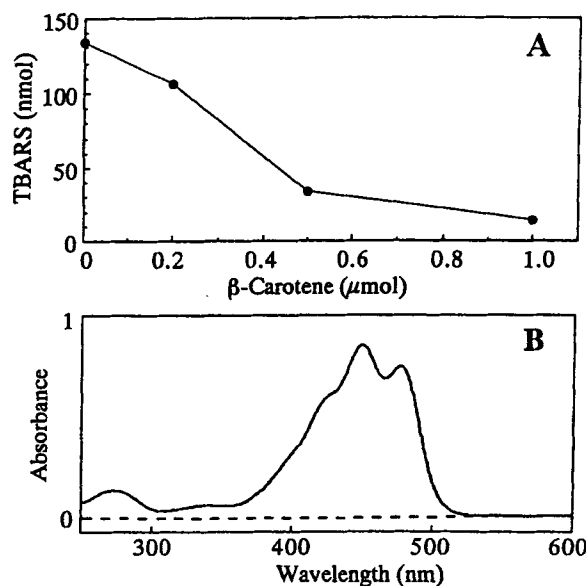 150
A
100
50
0
TBARS (nmol)
0 0.2 0.4 0.6 0.8 1.0
β-Carotene (μmol)
1
B
0
Absorbance
300 400 500 600
Wavelength (nm)